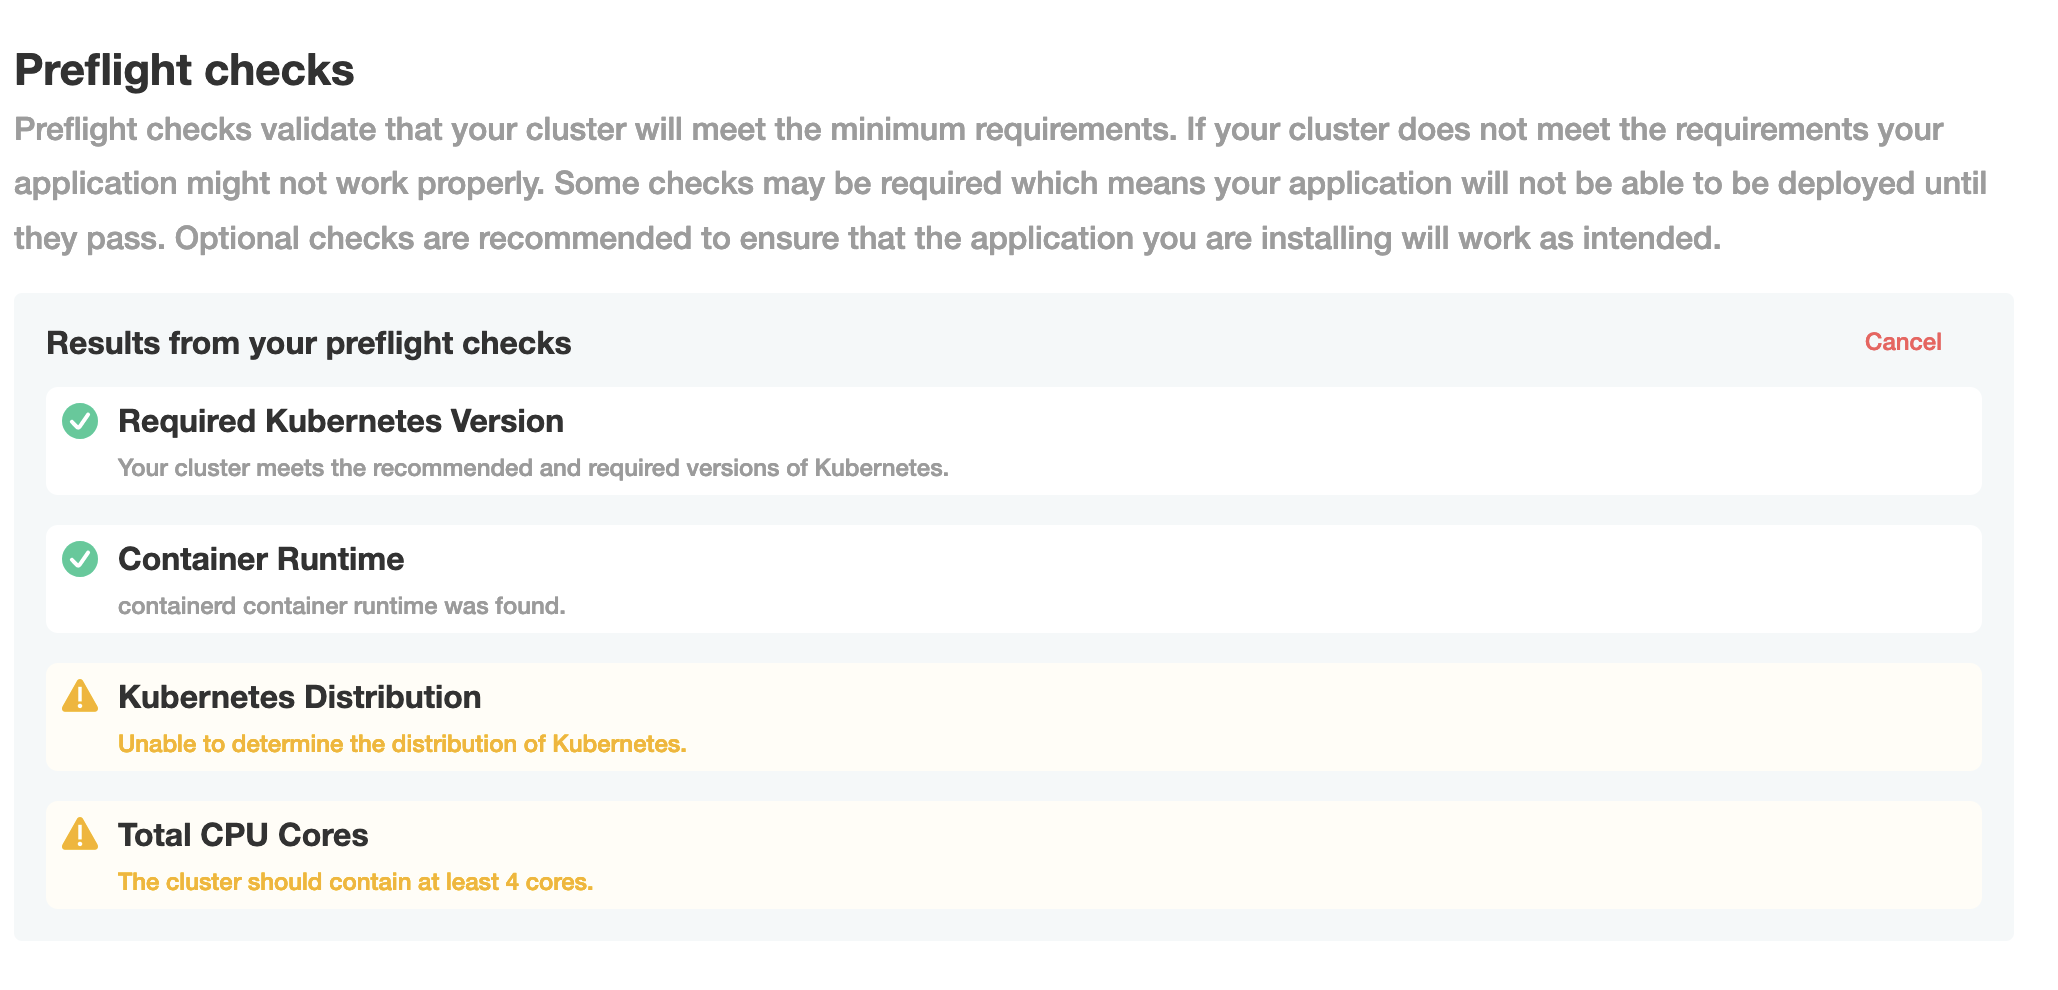 Preflight checks
Preflight checks validate that your cluster will meet the minimum requirements. If your cluster does not meet the requirements your
application might not work properly. Some checks may be required which means your application will not be able to be deployed until
they pass. Optional checks are recommended to ensure that the application you are installing will work as intended.
Results from your preflight checks
Cancel
Required Kubernetes Version
Your cluster meets the recommended and required versions of Kubernetes.
Container Runtime
containerd container runtime was found.
Kubernetes Distribution
Unable to determine the distribution of Kubernetes.
Total CPU Cores
The cluster should contain at least 4 cores.